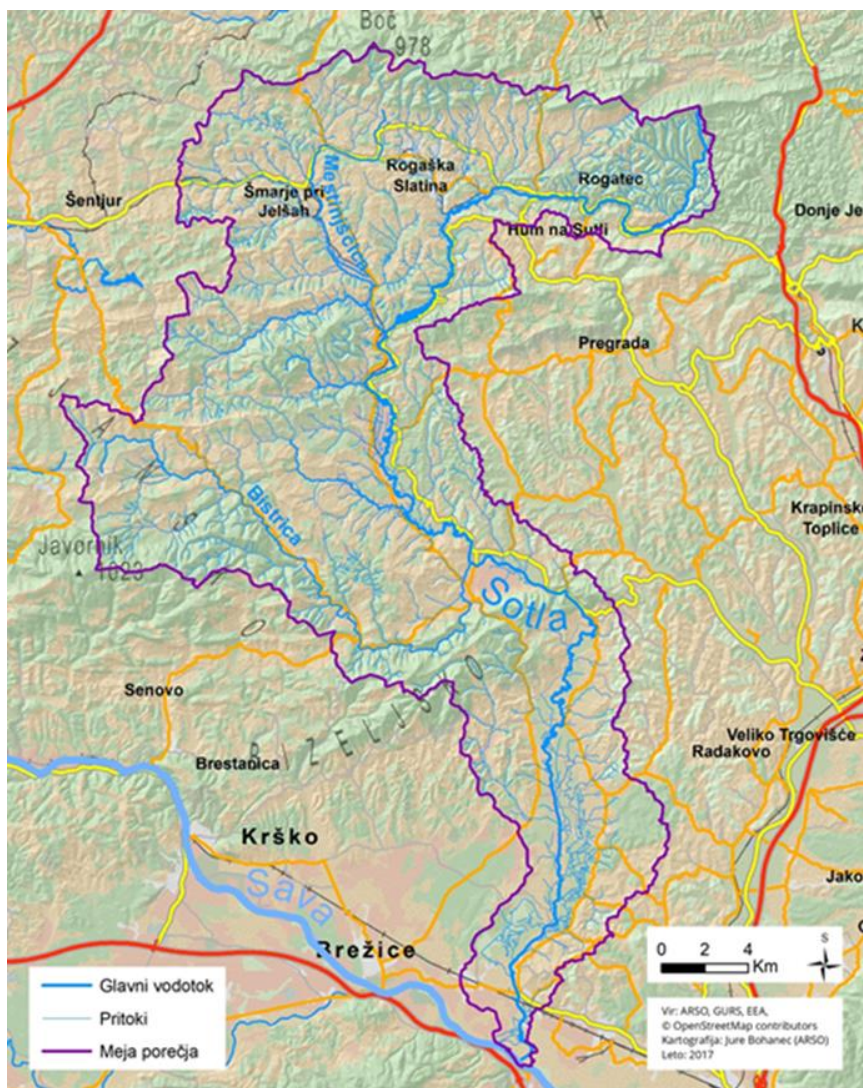 Boč
978
Šentjur
Šmarje pri
Jelšah
Mestinjščica
Rogaška
Slatina
Rogatec
Hum na Sutli
Donje Je
Pregrada
Krapinske
Toplice
Bistrica
Javornik
1023
Sotla
Senovo
Brestanica
BIZELJSKO
Veliko Trgovišće
Radakovo
Krško
Sava
Brežice
Jako
0 2 4
Km
S
Glavni vodotok
Pritoki
Meja porečja
Vir: ARSO, GURS, EEA,
© OpenStreetMap contributors
Kartografija: Jure Bohanec (ARSO)
Leto: 2017